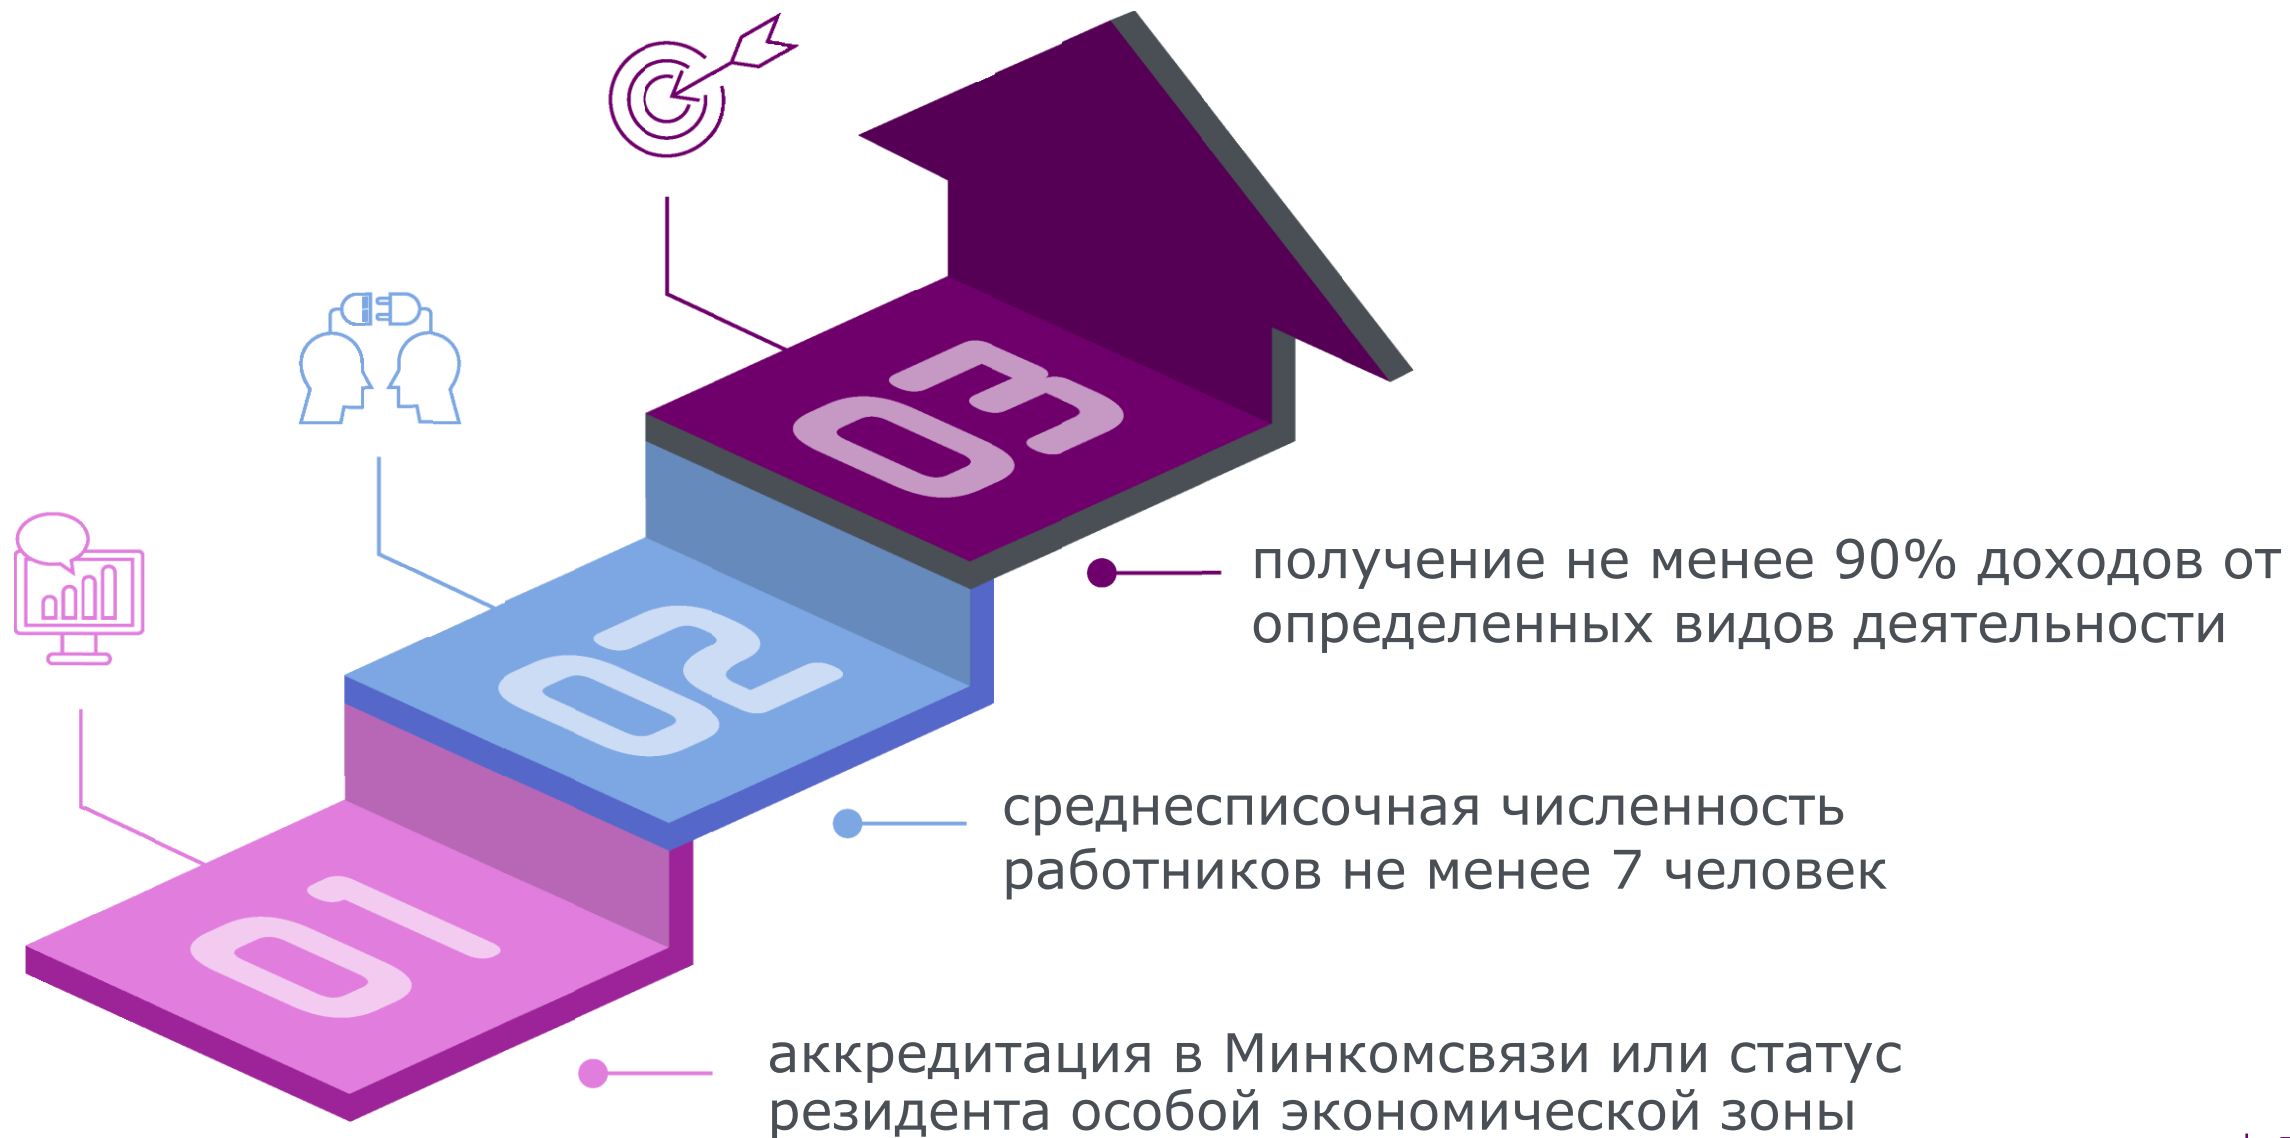 03
получение не менее 90% доходов от
определенных видов деятельности
02
среднесписочная численность
работников не менее 7 человек
01
аккредитация в Минкомсвязи или статус
резидента особой экономической зоны